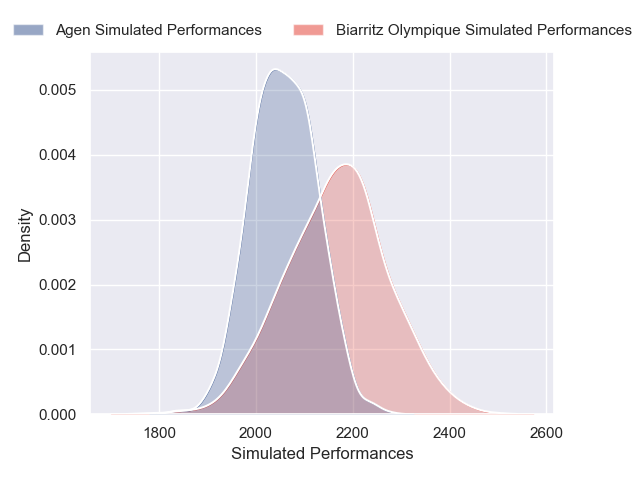 Agen Simulated Performances
Biarritz Olympique Simulated Performances
0.005
0.004
0.003
0.002
0.001
0.000
Density
1800
2000
2200
2400
2600
Simulated Performances